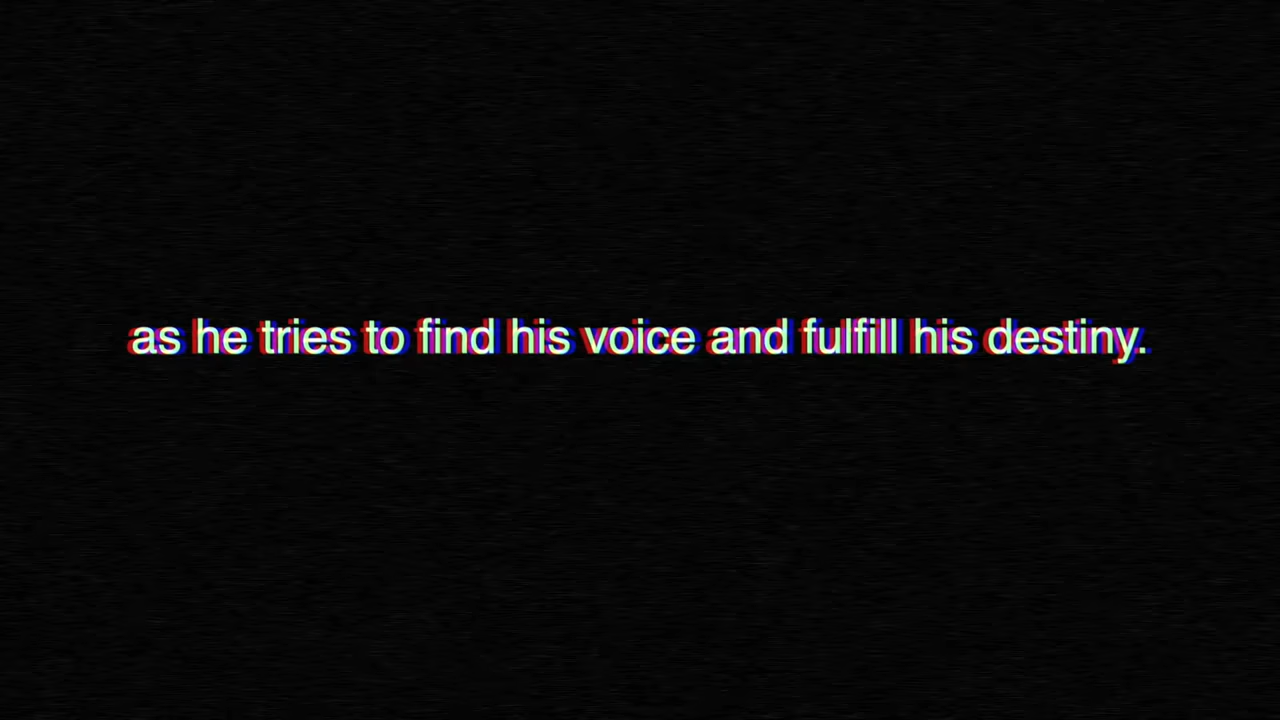 as he tries to find his voice and fulfill his destiny.